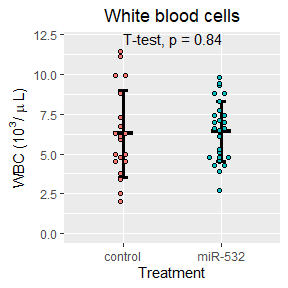 White blood cells
T-test, p = 0.84
WBC (10³/μ L)
12.5
10.0
7.5
5.0
2.5
0.0
control miR-532
Treatment